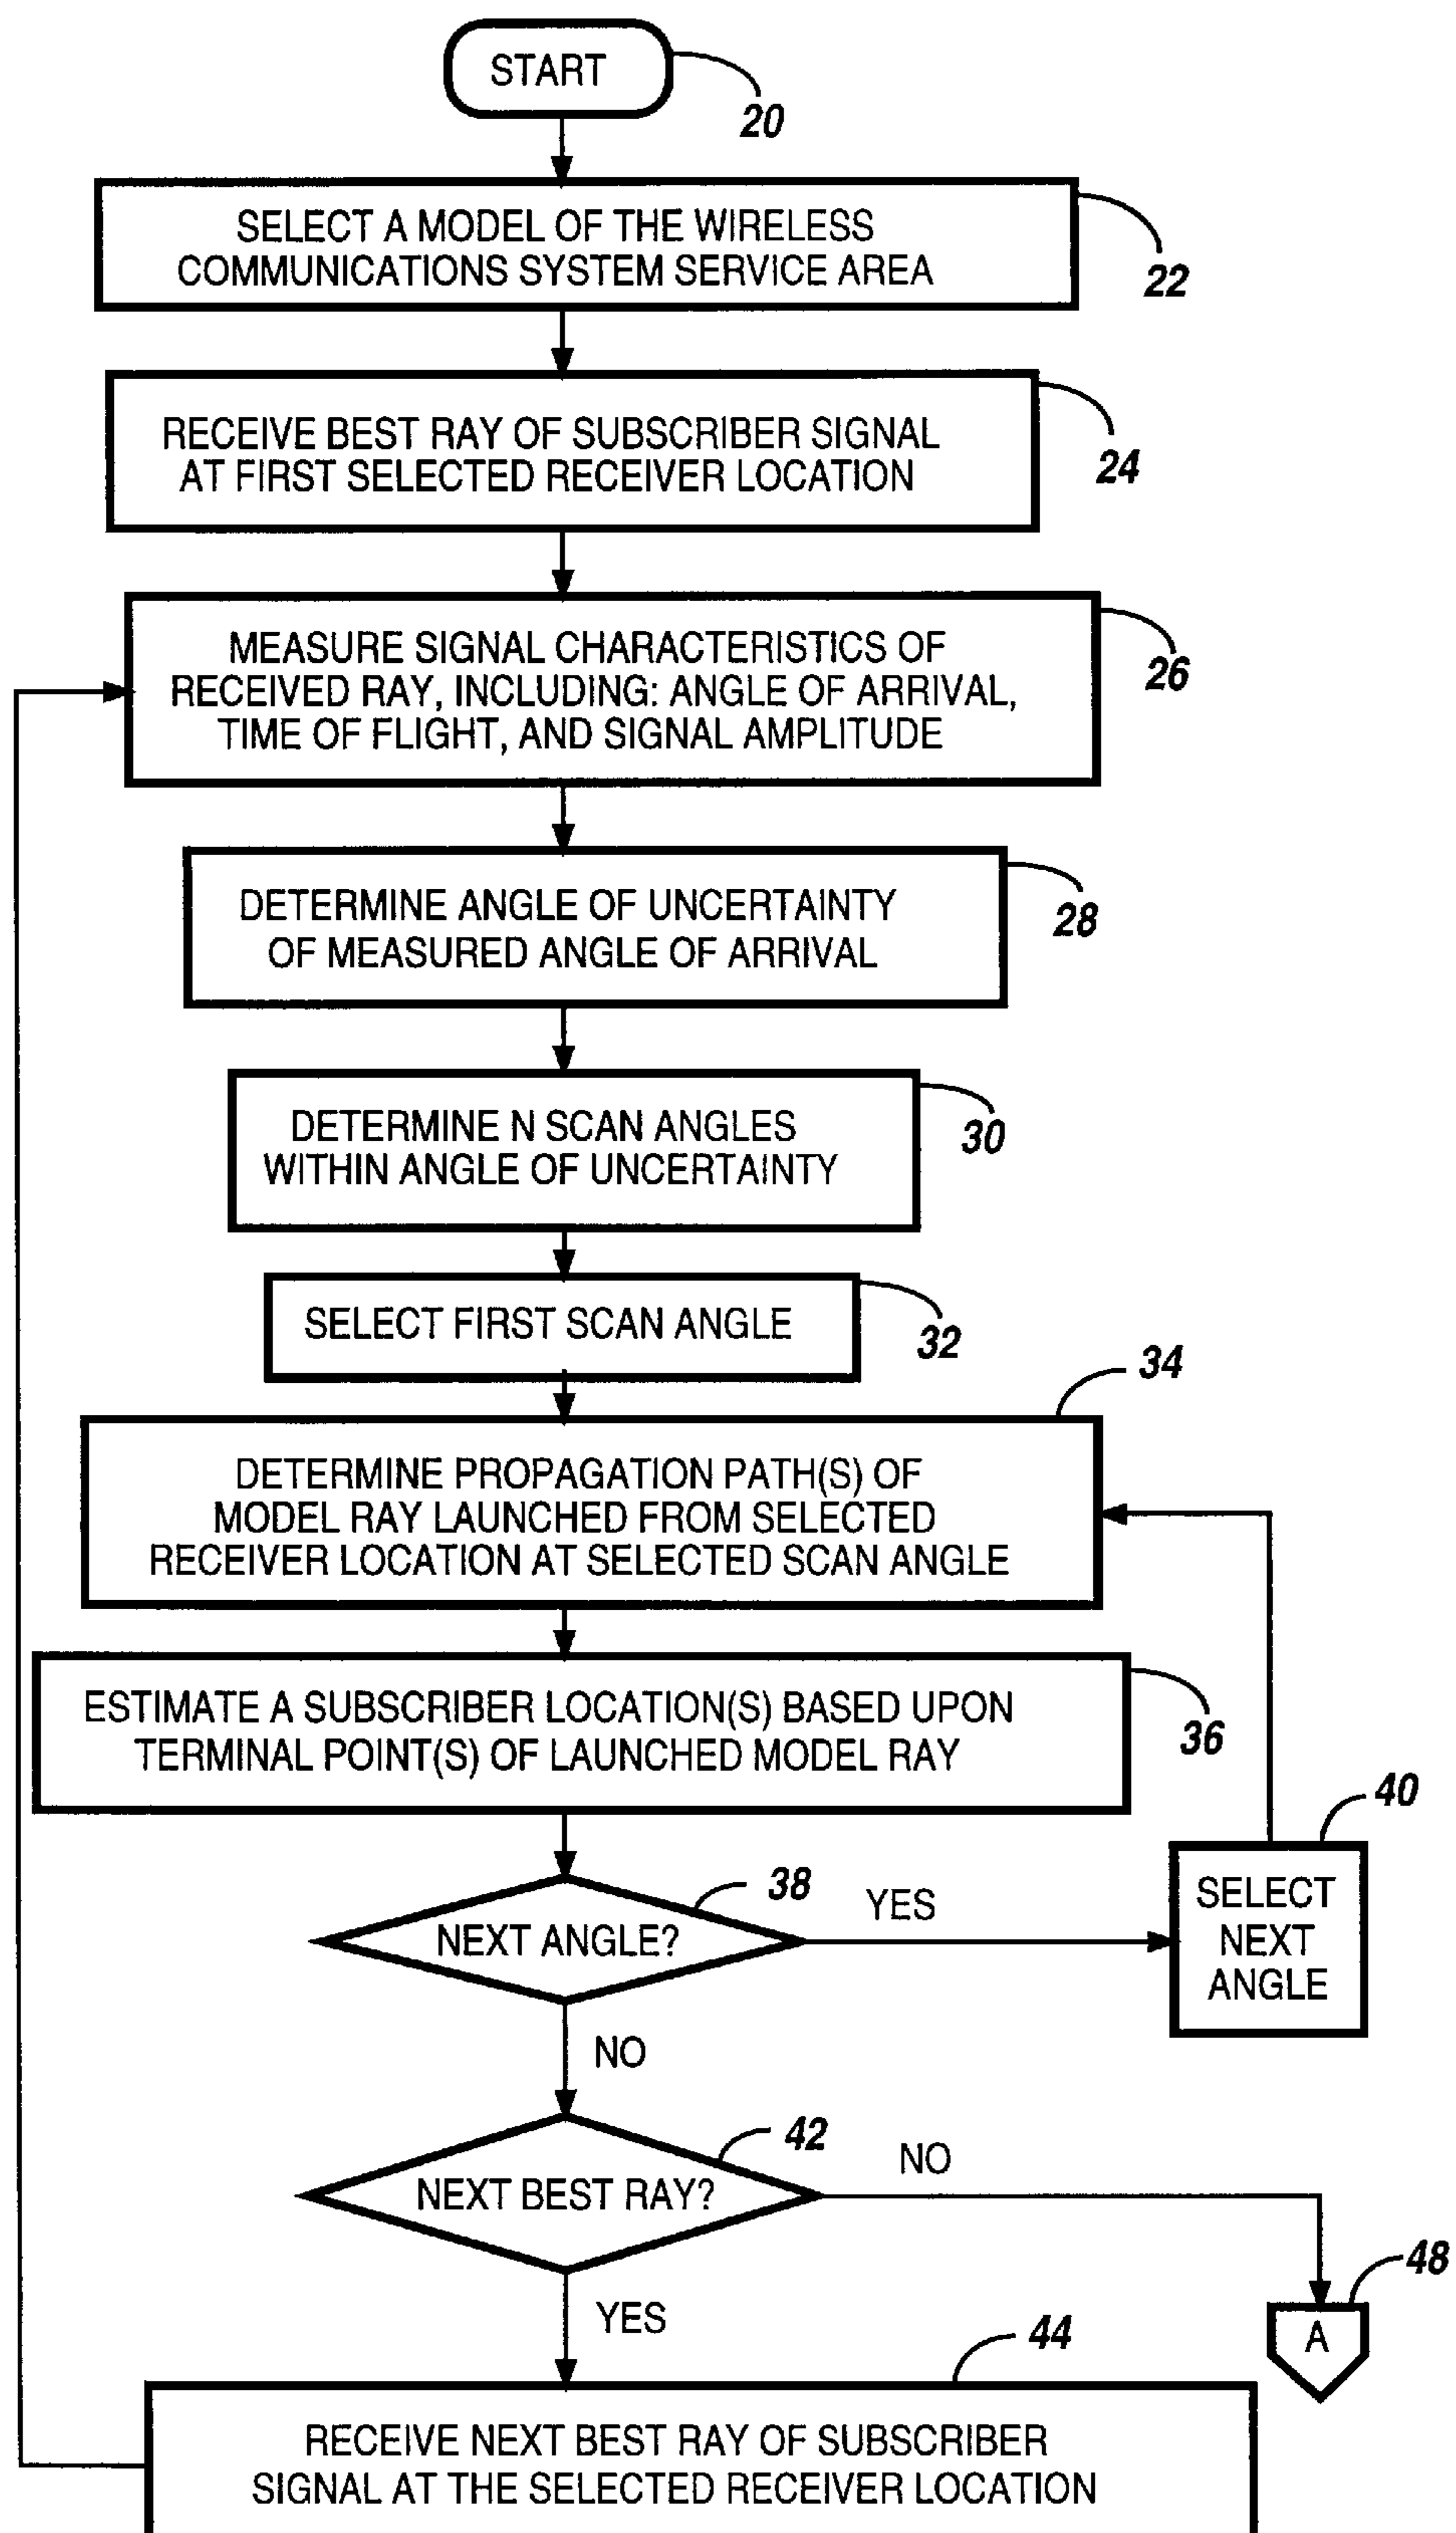 START
20
SELECT A MODEL OF THE WIRELESS
COMMUNICATIONS SYSTEM SERVICE AREA
22
RECEIVE BEST RAY OF SUBSCRIBER SIGNAL
AT FIRST SELECTED RECEIVER LOCATION
24
MEASURE SIGNAL CHARACTERISTICS OF
RECEIVED RAY, INCLUDING: ANGLE OF ARRIVAL,
TIME OF FLIGHT, AND SIGNAL AMPLITUDE
26
DETERMINE ANGLE OF UNCERTAINTY
OF MEASURED ANGLE OF ARRIVAL
28
DETERMINE N SCAN ANGLES
WITHIN ANGLE OF UNCERTAINTY
30
SELECT FIRST SCAN ANGLE
32
34
DETERMINE PROPAGATION PATH(S) OF
MODEL RAY LAUNCHED FROM SELECTED
RECEIVER LOCATION AT SELECTED SCAN ANGLE
ESTIMATE A SUBSCRIBER LOCATION(S) BASED UPON
TERMINAL POINT(S) OF LAUNCHED MODEL RAY
36
38
NEXT ANGLE?
YES
40
SELECT
NEXT
ANGLE
NO
42
NEXT BEST RAY?
NO
48
A
YES
44
RECEIVE NEXT BEST RAY OF SUBSCRIBER
SIGNAL AT THE SELECTED RECEIVER LOCATION